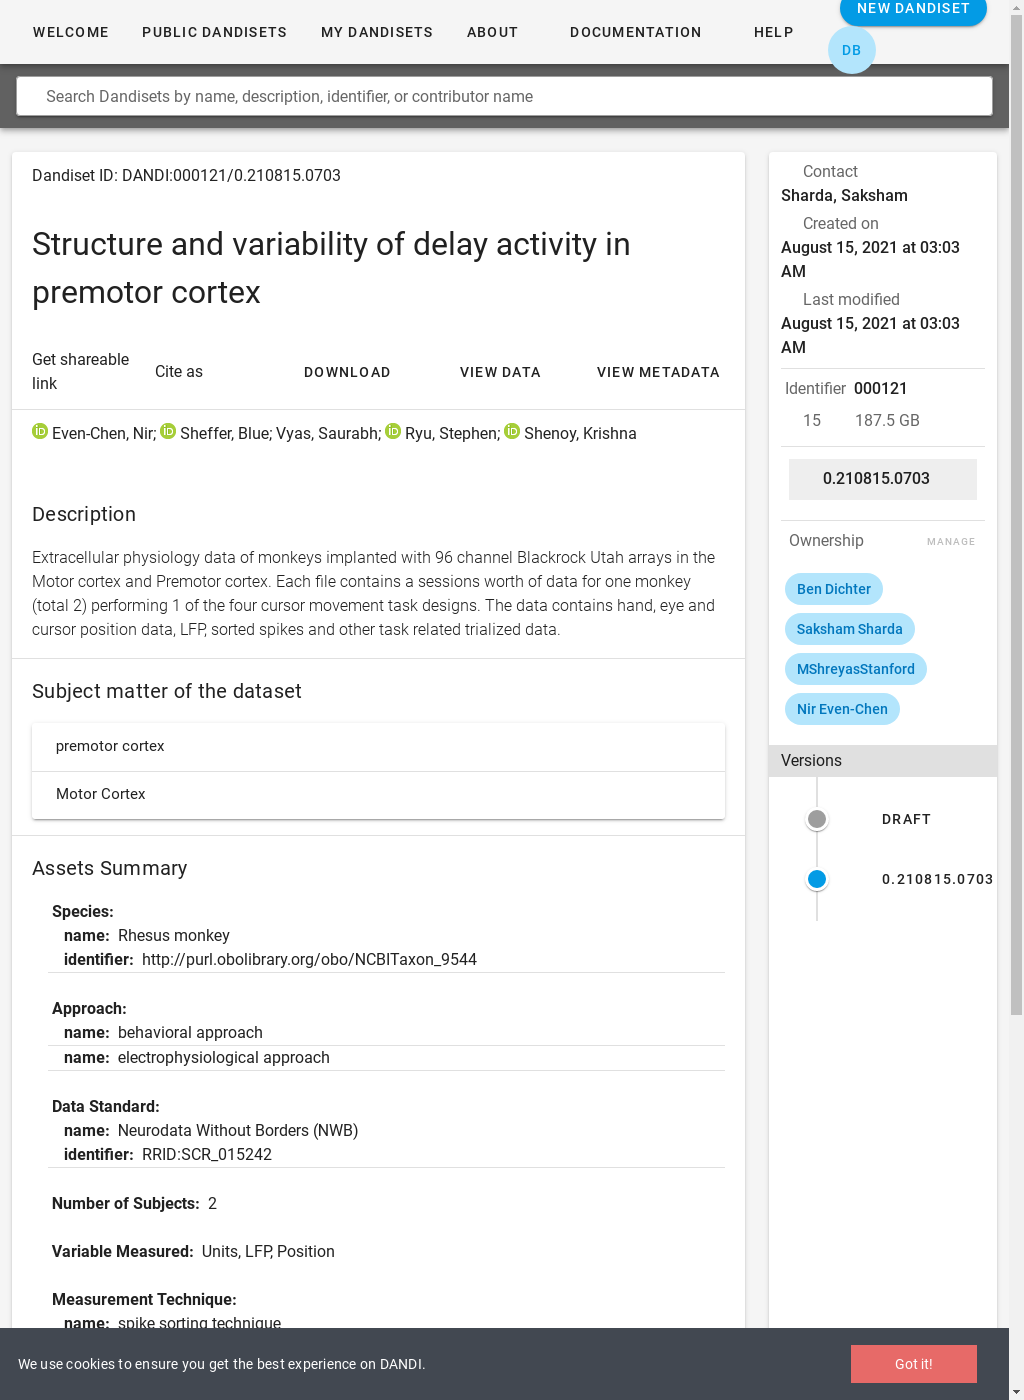 NEW DANDISET
WELCOME PUBLIC DANDISETS MY DANDISETS ABOUT DOCUMENTATION HELP
DB
Search Dandisets by name, description, identifier, or contributor name
Dandiset ID: DANDI:000121/0.210815.0703
Structure and variability of delay activity in
premotor cortex
Get shareable
link
Cite as
DOWNLOAD
VIEW DATA
VIEW METADATA
iD Even-Chen, Nir; iD Sheffer, Blue; Vyas, Saurabh; iD Ryu, Stephen; iD Shenoy, Krishna
Description
Extracellular physiology data of monkeys implanted with 96 channel Blackrock Utah arrays in the
Motor cortex and Premotor cortex. Each file contains a sessions worth of data for one monkey
(total 2) performing 1 of the four cursor movement task designs. The data contains hand, eye and
cursor position data, LFP, sorted spikes and other task related trialized data.
Subject matter of the dataset
premotor cortex
Motor Cortex
Assets Summary
Species:
name: Rhesus monkey
identifier: http://purl.obolibrary.org/obo/NCBITaxon_9544
Approach:
name: behavioral approach
name: electrophysiological approach
Data Standard:
name: Neurodata Without Borders (NWB)
identifier: RRID:SCR_015242
Number of Subjects: 2
Variable Measured: Units, LFP, Position
Measurement Technique:
name: spike sorting technique
Contact
Sharda, Saksham
Created on
August 15, 2021 at 03:03
AM
Last modified
August 15, 2021 at 03:03
AM
Identifier 000121
15 187.5 GB
0.210815.0703
Ownership MANAGE
Ben Dichter
Saksham Sharda
MShreyasStanford
Nir Even-Chen
Versions
DRAFT
0.210815.0703
We use cookies to ensure you get the best experience on DANDI.
Got it!